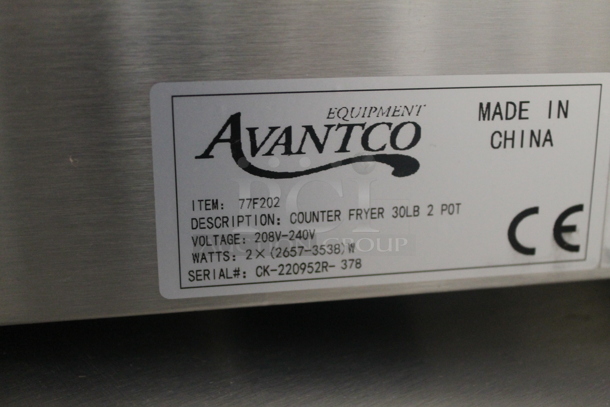 EQUIPMENT
AVANTCO
MADE IN
CHINA
ITEM: 77F202
DESCRIPTION: COUNTER FRYER 30LB 2 POT
VOLTAGE: 208V-240V
WATTS: 2×(2657-3538)W
SERIAL#: CK-220952R-378
CE
GROUP